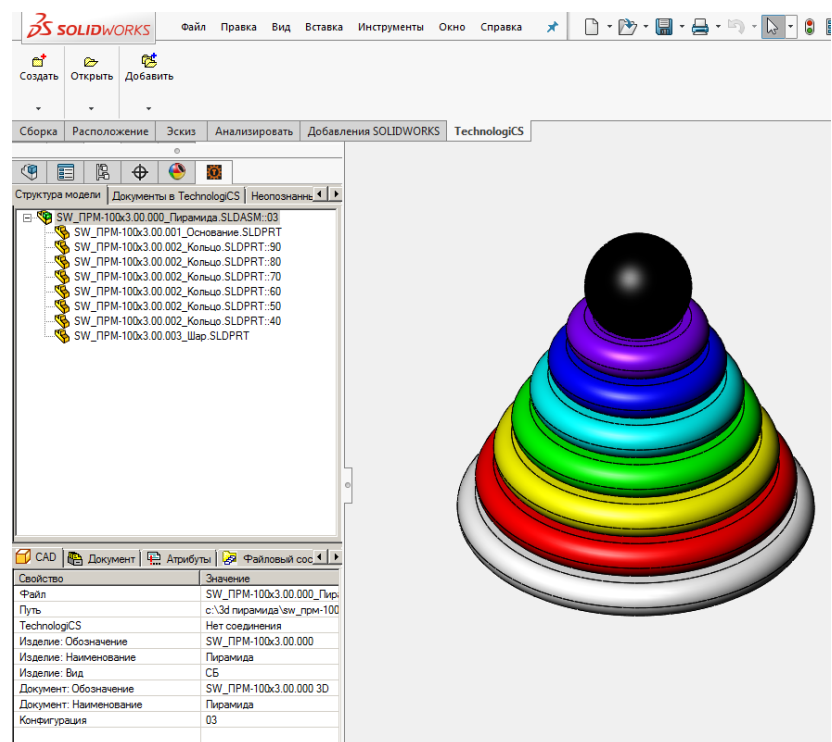 SOLIDWORKS Файл Правка Вид Вставка Инструменты Окно Справка
Создать Открыть Добавить
Сборка Расположение Эскиз Анализировать Добавления SOLIDWORKS TechnologiCS
Структура модели Документы в TechnologiCS Неопознаннь
SW_ПРМ-100x3.00.000_Пирамида.SLDASM::03
SW_ПРМ-100x3.00.001_Основание.SLDPRT
SW_ПРМ-100x3.00.002_Кольцо.SLDPRT::90
SW_ПРМ-100x3.00.002_Кольцо.SLDPRT::80
SW_ПРМ-100x3.00.002_Кольцо.SLDPRT::70
SW_ПРМ-100x3.00.002_Кольцо.SLDPRT::60
SW_ПРМ-100x3.00.002_Кольцо.SLDPRT::50
SW_ПРМ-100x3.00.002_Кольцо.SLDPRT::40
SW_ПРМ-100x3.00.003_Шар.SLDPRT
CAD Документ Атрибуты Файловый сос
Свойство Значение
Файл SW_ПРМ-100x3.00.000_Пира
Путь c:\3d пирамида\sw_прм-100
TechnologiCS Нет соединения
Изделие: Обозначение SW_ПРМ-100x3.00.000
Изделие: Наименование Пирамида
Изделие: Вид СБ
Документ: Обозначение SW_ПРМ-100x3.00.000 3D
Документ: Наименование Пирамида
Конфигурация 03